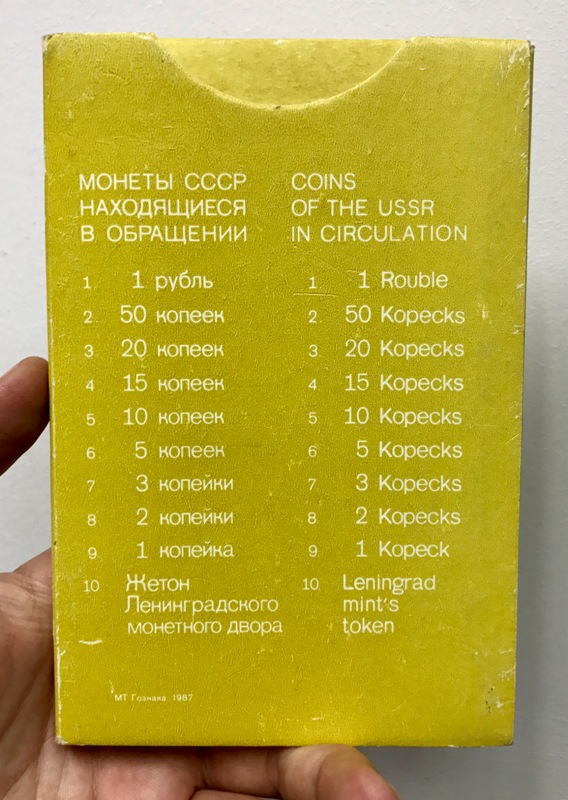 МОНЕТЫ СССР
НАХОДЯЩИЕСЯ
В ОБРАЩЕНИИ
1 1 рубль
2 50 копеек
3 20 копеек
4 15 копеек
5 10 копеек
6 5 копеек
7 3 копейки
8 2 копейки
9 1 копейка
10 Жетон
Ленинградского
монетного двора
COINS
OF THE USSR
IN CIRCULATION
1 1 Rouble
2 50 Kopecks
3 20 Kopecks
4 15 Kopecks
5 10 Kopecks
6 5 Kopecks
7 3 Kopecks
8 2 Kopecks
9 1 Kopeck
10 Leningrad
mint's
token
МТ Гознака. 1987